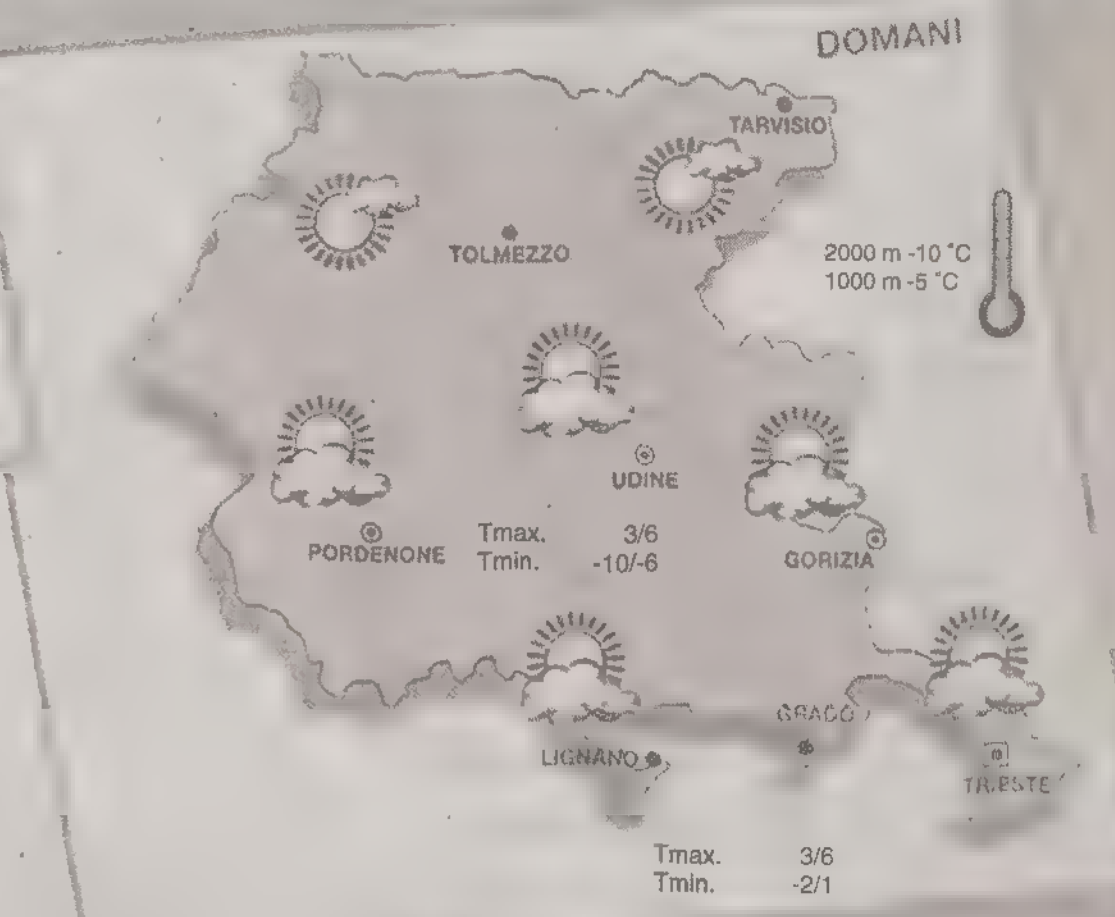 DOMANI
TARVISIO
TOLMEZZO
2000 m -10 °C
1000 m -5 °C
UDINE
PORDENONE
Tmax. 3/6
Tmin. -10/-6
GORIZIA
GRADO
LIGNANO
TRIESTE
Tmax. 3/6
Tmin. -2/1